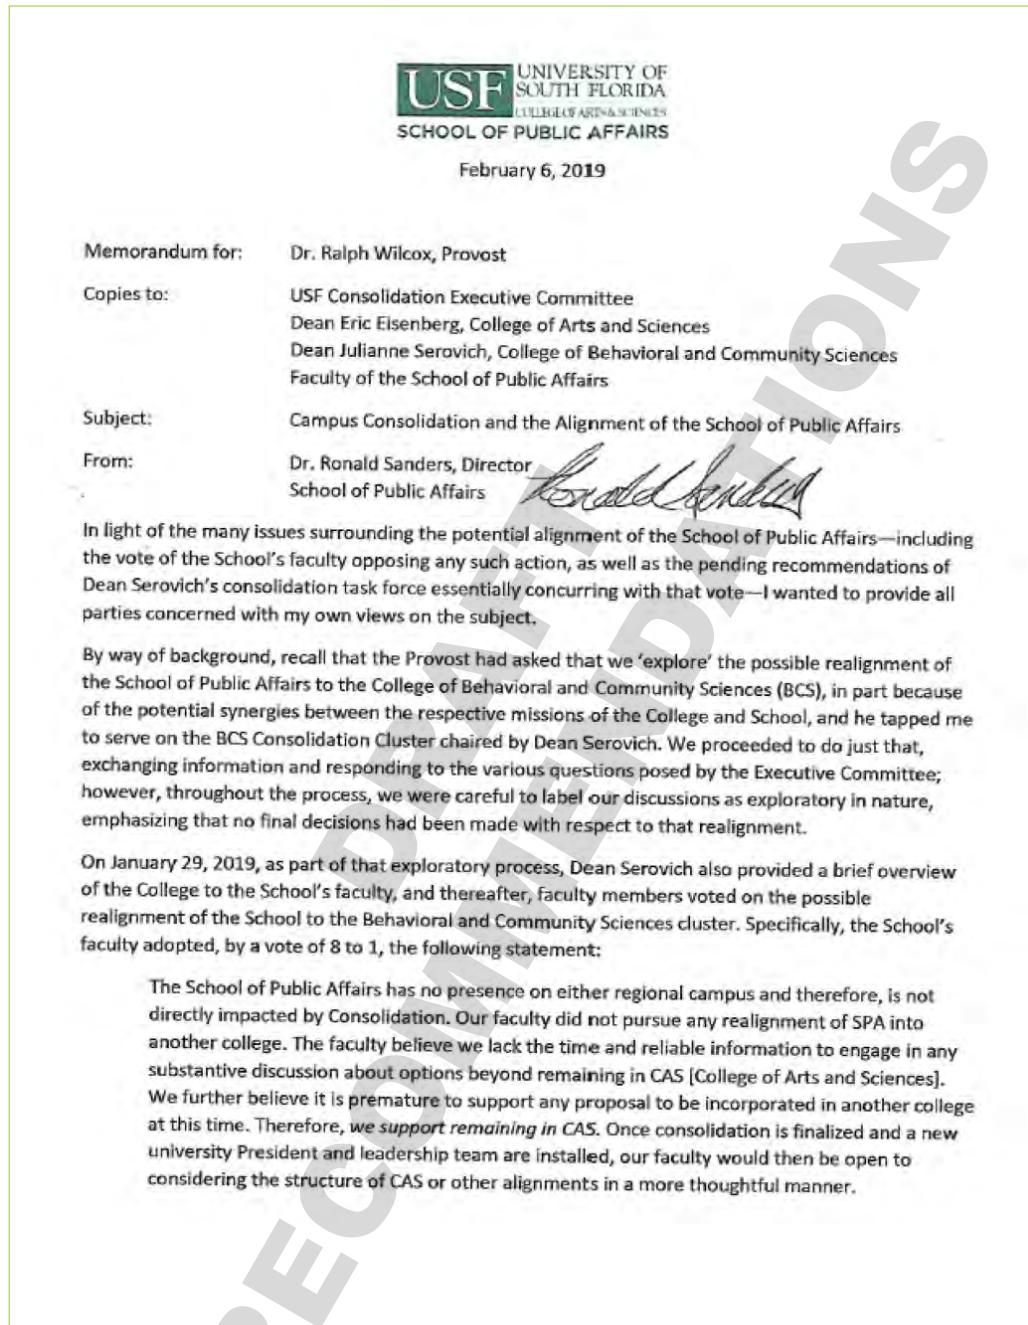 USF UNIVERSITY OF
SOUTH FLORIDA
COLLEGE OF ARTS & SCIENCES
SCHOOL OF PUBLIC AFFAIRS
February 6, 2019
Memorandum for: Dr. Ralph Wilcox, Provost
Copies to: USF Consolidation Executive Committee
Dean Eric Eisenberg, College of Arts and Sciences
Dean Julianne Serovich, College of Behavioral and Community Sciences
Faculty of the School of Public Affairs
Subject: Campus Consolidation and the Alignment of the School of Public Affairs
From: Dr. Ronald Sanders, Director
School of Public Affairs
Ronald Sanders
In light of the many issues surrounding the potential alignment of the School of Public Affairs—including
the vote of the School's faculty opposing any such action, as well as the pending recommendations of
Dean Serovich's consolidation task force essentially concurring with that vote—I wanted to provide all
parties concerned with my own views on the subject.
By way of background, recall that the Provost had asked that we 'explore' the possible realignment of
the School of Public Affairs to the College of Behavioral and Community Sciences (BCS), in part because
of the potential synergies between the respective missions of the College and School, and he tapped me
to serve on the BCS Consolidation Cluster chaired by Dean Serovich. We proceeded to do just that,
exchanging information and responding to the various questions posed by the Executive Committee;
however, throughout the process, we were careful to label our discussions as exploratory in nature,
emphasizing that no final decisions had been made with respect to that realignment.
On January 29, 2019, as part of that exploratory process, Dean Serovich also provided a brief overview
of the College to the School's faculty, and thereafter, faculty members voted on the possible
realignment of the School to the Behavioral and Community Sciences cluster. Specifically, the School's
faculty adopted, by a vote of 8 to 1, the following statement:
The School of Public Affairs has no presence on either regional campus and therefore, is not
directly impacted by Consolidation. Our faculty did not pursue any realignment of SPA into
another college. The faculty believe we lack the time and reliable information to engage in any
substantive discussion about options beyond remaining in CAS [College of Arts and Sciences].
We further believe it is premature to support any proposal to be incorporated in another college
at this time. Therefore, we support remaining in CAS. Once consolidation is finalized and a new
university President and leadership team are installed, our faculty would then be open to
considering the structure of CAS or other alignments in a more thoughtful manner.
DRAFT
RECOMMENDATIONS